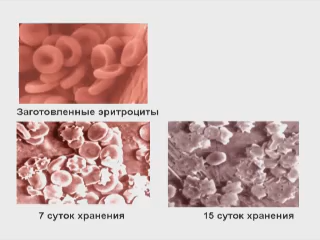 Заготовленные эритроциты
7 суток хранения
15 суток хранения